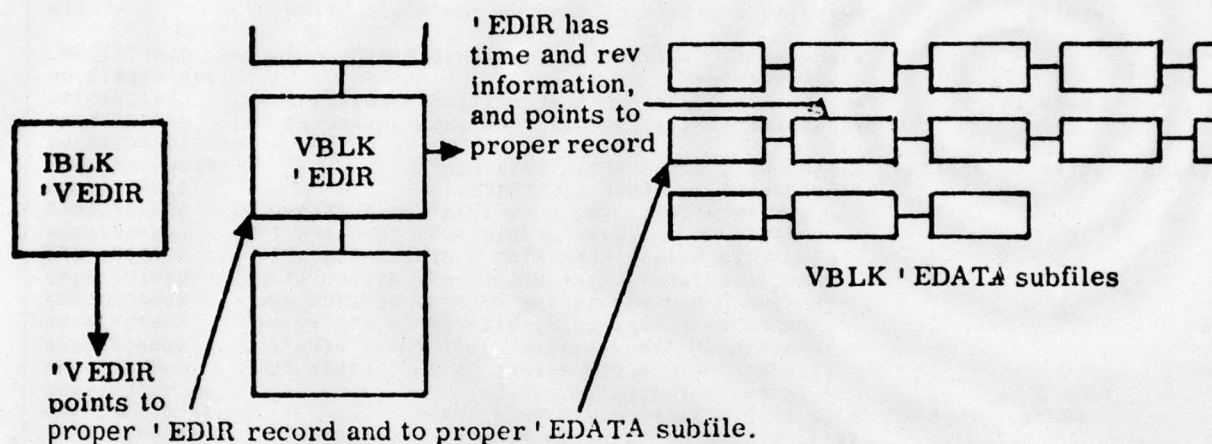 'EDIR has
time and rev
information,
and points to
proper record
IBLK
'VEDIR
VBLK
'EDIR
VBLK 'EDATA subfiles
'VEDIR
points to
proper 'EDIR record and to proper 'EDATA subfile.